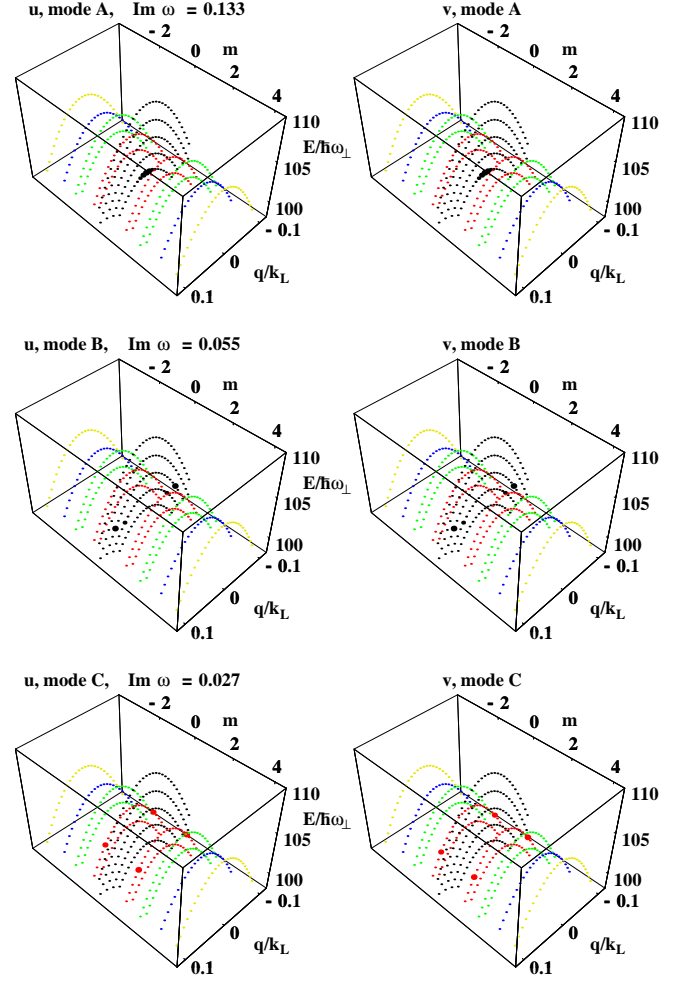 u, mode A, Im ω = 0.133
v, mode A
- 2
0
m
2
4
110
E/ħω⊥
105
100
- 0.1
0
q/k_L
0.1
- 2
0
m
2
4
110
105
100
- 0.1
0
q/k_L
0.1
u, mode B, Im ω = 0.055
v, mode B
- 2
0
m
2
4
110
E/ħω⊥
105
100
- 0.1
0
q/k_L
0.1
- 2
0
m
2
4
110
105
100
- 0.1
0
q/k_L
0.1
u, mode C, Im ω = 0.027
v, mode C
- 2
0
m
2
4
110
E/ħω⊥
105
100
- 0.1
0
q/k_L
0.1
- 2
0
m
2
4
110
105
100
- 0.1
0
q/k_L
0.1